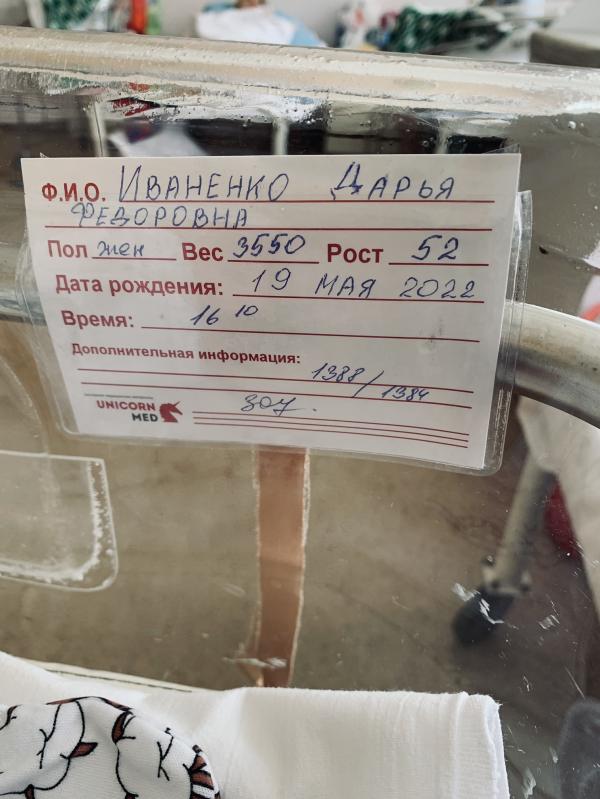 Ф.И.О. Иваненко Дарья
Федоровна
Пол жен Вес 3550 Рост 52
Дата рождения: 19 мая 2022
Время: 16 10
Дополнительная информация:
1388/1384
UNICORN
MED